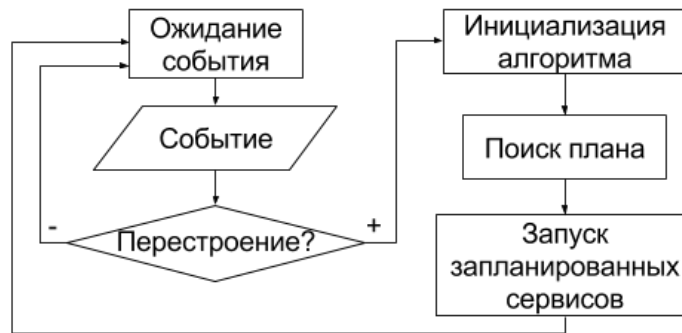 Ожидание
события
Событие
-
Перестроение?
+
Инициализация
алгоритма
Поиск плана
Запуск
запланированных
сервисов